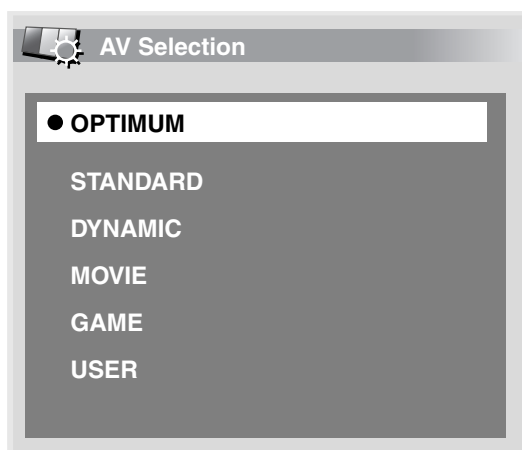 AV Selection
OPTIMUM
STANDARD
DYNAMIC
MOVIE
GAME
USER